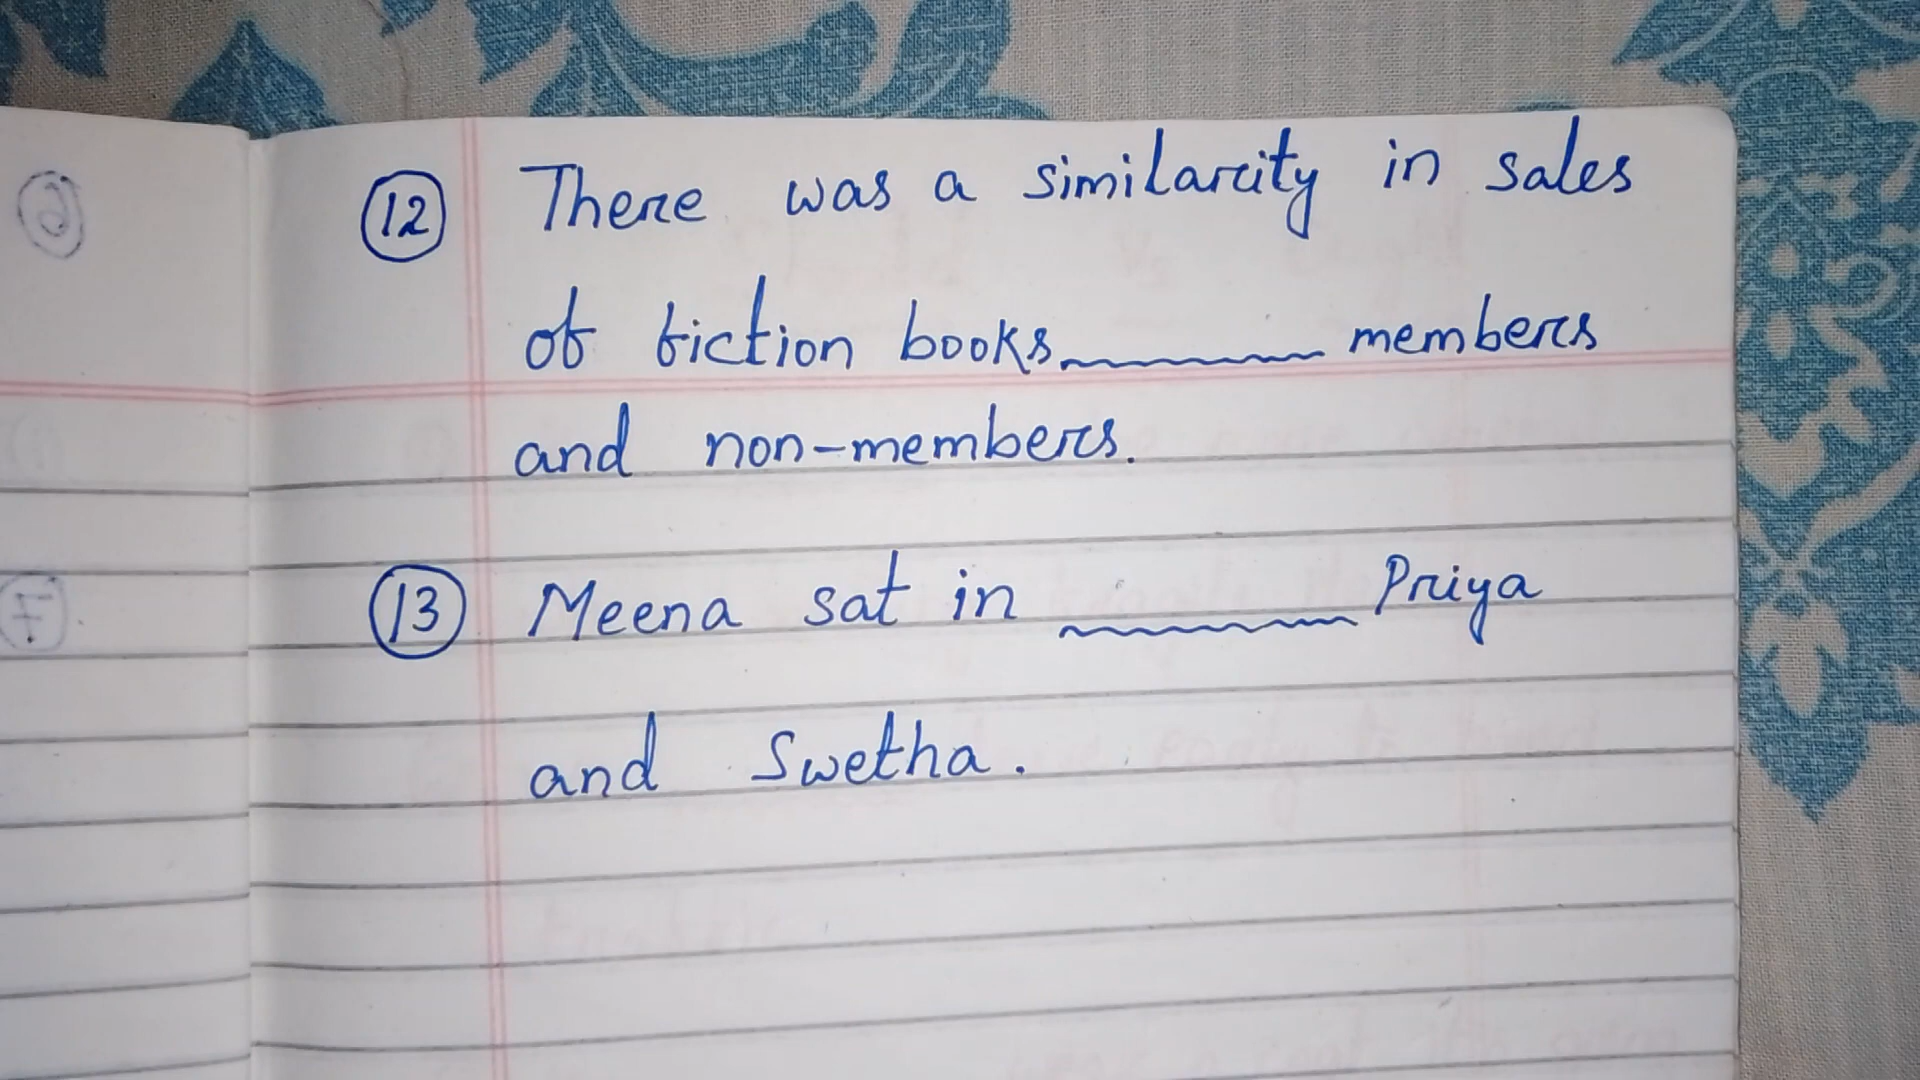 12 There was a similarity in sales
of fiction books ______ members
and non-members.
13 Meena sat in ______ Priya
and Swetha.